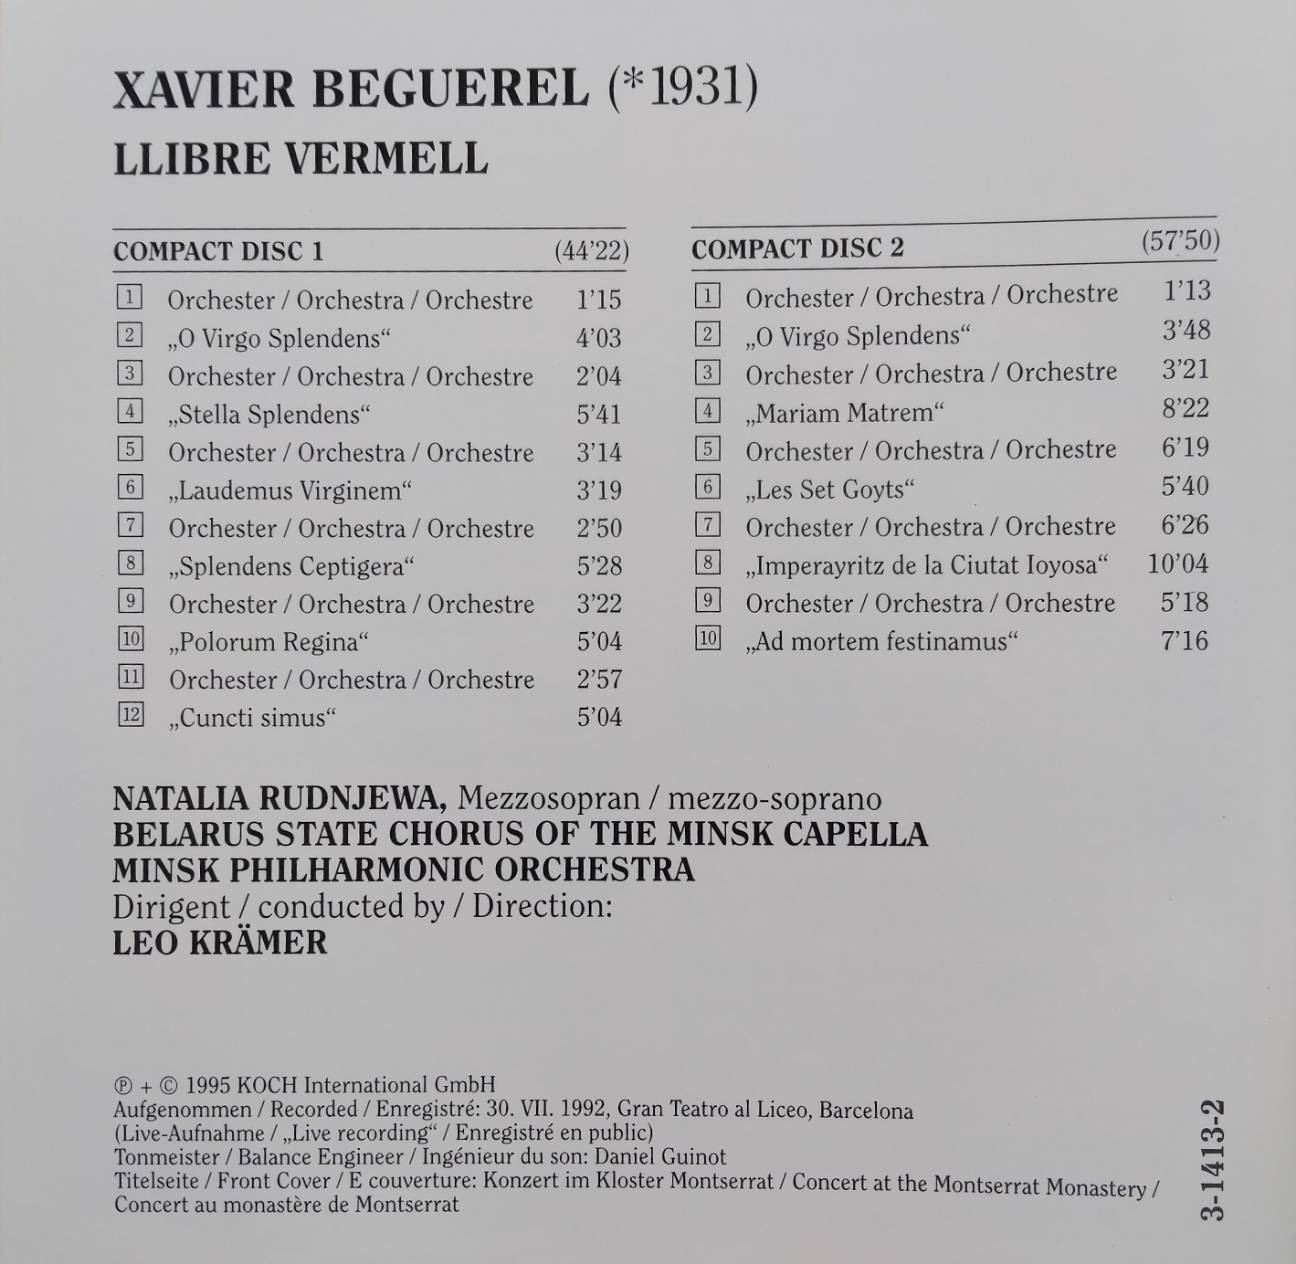 XAVIER BEGUEREL (*1931)
LLIBRE VERMELL
COMPACT DISC 1 (44'22)
1 Orchester / Orchestra / Orchestre 1'15
2 „O Virgo Splendens“ 4'03
3 Orchester / Orchestra / Orchestre 2'04
4 „Stella Splendens“ 5'41
5 Orchester / Orchestra / Orchestre 3'14
6 „Laudemus Virginem“ 3'19
7 Orchester / Orchestra / Orchestre 2'50
8 „Splendens Ceptigera“ 5'28
9 Orchester / Orchestra / Orchestre 3'22
10 „Polorum Regina“ 5'04
11 Orchester / Orchestra / Orchestre 2'57
12 „Cuncti simus“ 5'04
COMPACT DISC 2 (57'50)
1 Orchester / Orchestra / Orchestre 1'13
2 „O Virgo Splendens“ 3'48
3 Orchester / Orchestra / Orchestre 3'21
4 „Mariam Matrem“ 8'22
5 Orchester / Orchestra / Orchestre 6'19
6 „Les Set Goyts“ 5'40
7 Orchester / Orchestra / Orchestre 6'26
8 „Imperayritz de la Ciutat Ioyosa“ 10'04
9 Orchester / Orchestra / Orchestre 5'18
10 „Ad mortem festinamus“ 7'16
NATALIA RUDNJEWA, Mezzosopran / mezzo-soprano
BELARUS STATE CHORUS OF THE MINSK CAPELLA
MINSK PHILHARMONIC ORCHESTRA
Dirigent / conducted by / Direction:
LEO KRÄMER
℗ + © 1995 KOCH International GmbH
Aufgenommen / Recorded / Enregistré: 30. VII. 1992, Gran Teatro al Liceo, Barcelona
(Live-Aufnahme / „Live recording“ / Enregistré en public)
Tonmeister / Balance Engineer / Ingénieur du son: Daniel Guinot
Titelseite / Front Cover / E couverture: Konzert im Kloster Montserrat / Concert at the Montserrat Monastery /
Concert au monastère de Montserrat
3-1413-2